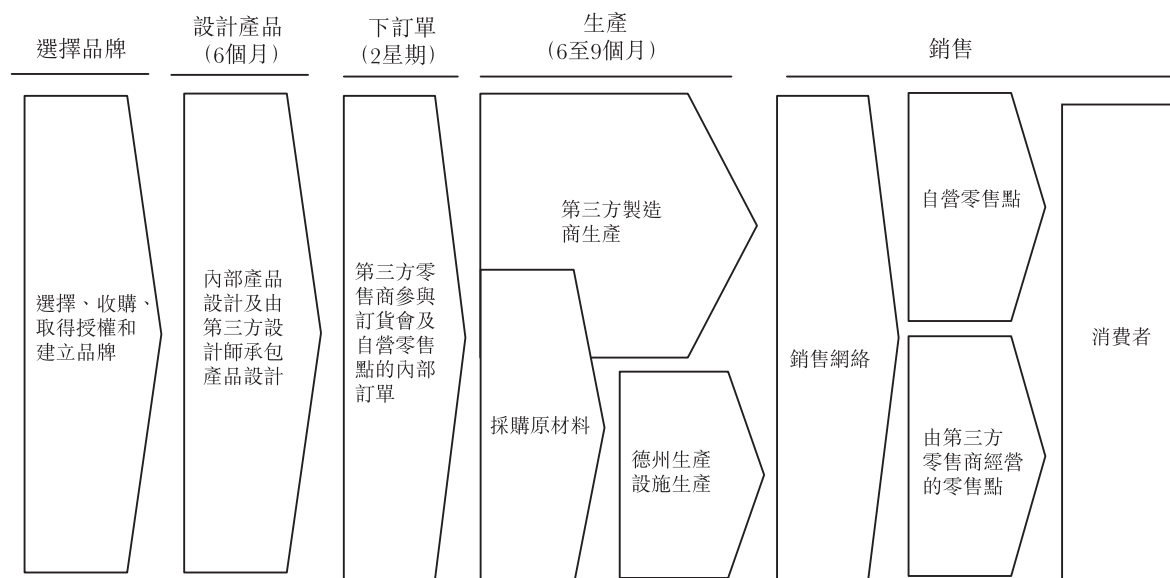 選擇品牌
設計產品
(6個月)
下訂單
(2星期)
生產
(6至9個月)
銷售
選擇、收購、
取得授權和
建立品牌
內部產品
設計及由
第三方設
計師承包
產品設計
第三方零
售商參與
訂貨會及
自營零售
點的內部
訂單
第三方製造
商生產
採購原材料
德州生產
設施生產
銷售網絡
自營零售點
由第三方
零售商經營
的零售點
消費者